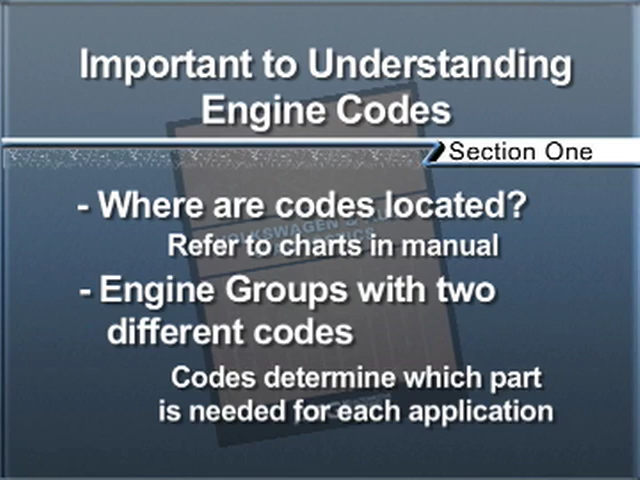 Important to Understanding
Engine Codes
Section One
- Where are codes located?
Refer to charts in manual
- Engine Groups with two
different codes
Codes determine which part
is needed for each application